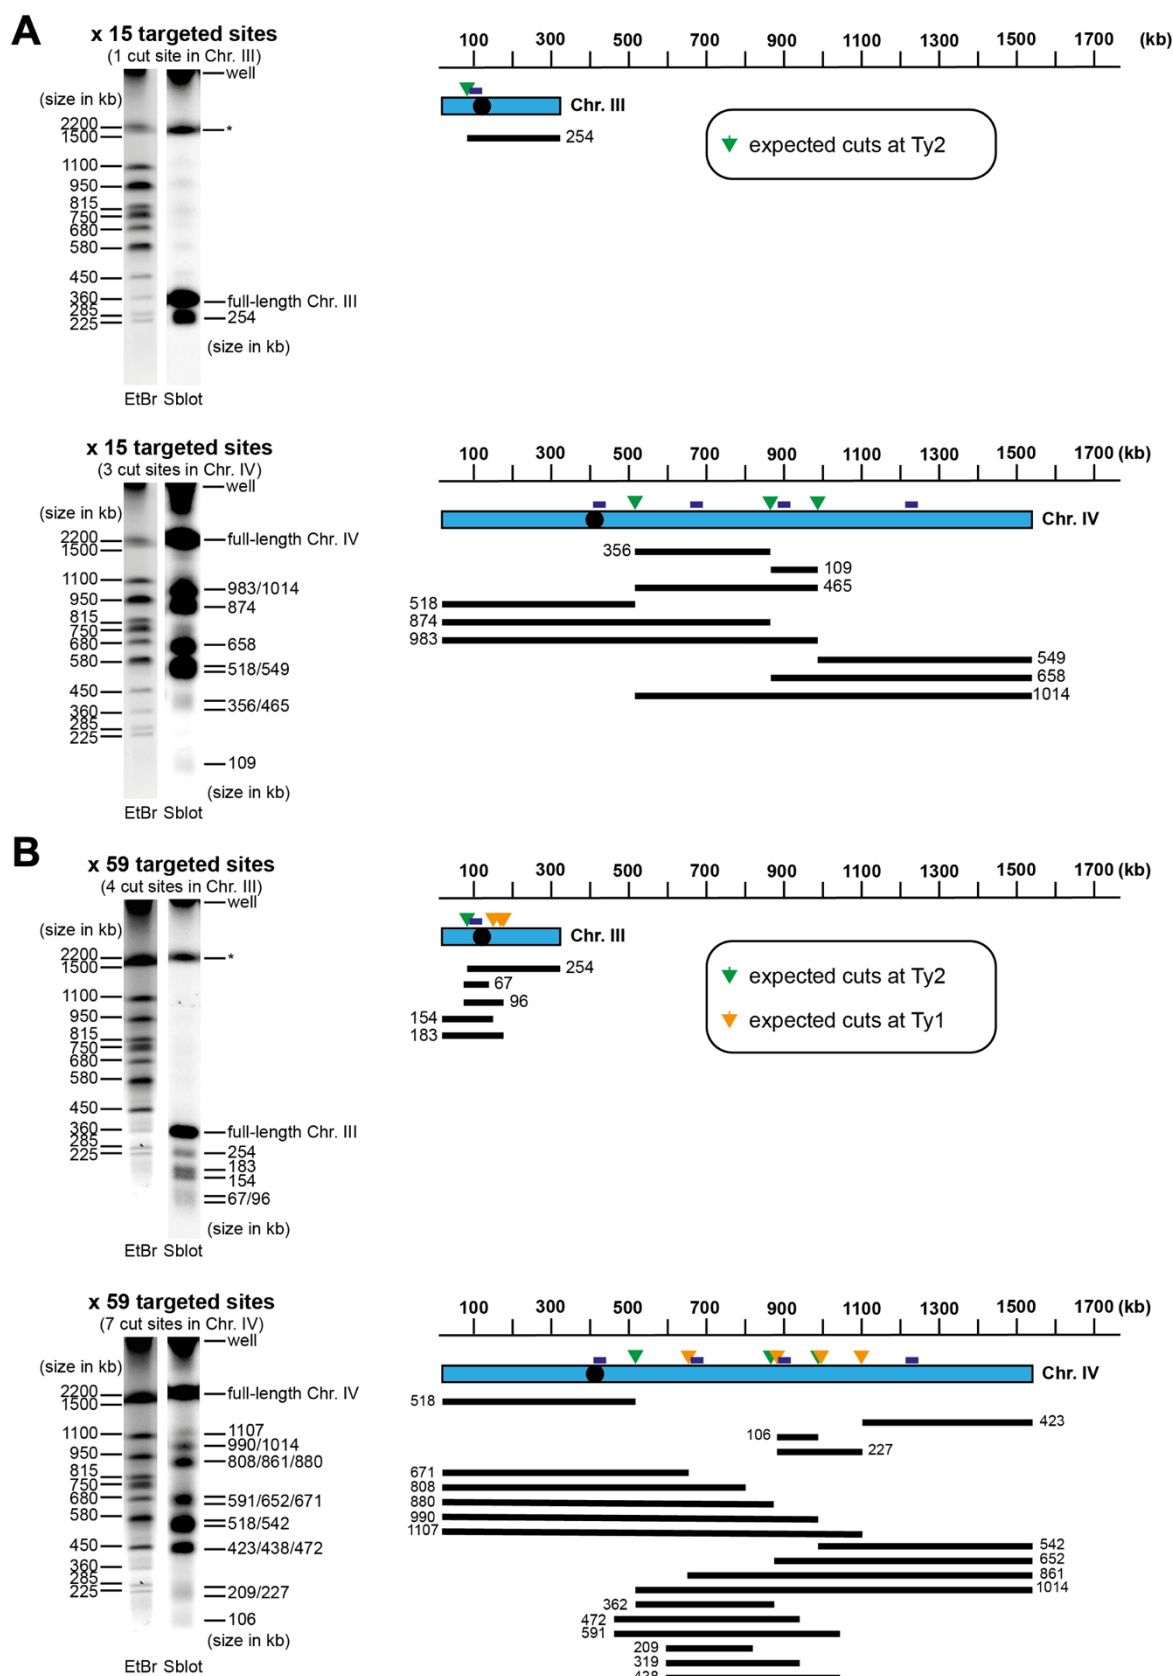 A
x 15 targeted sites
(1 cut site in Chr. III)
well
(size in kb)
2200
1500
1100
950
815
750
680
580
450
360
285
225
*
full-length Chr. III
254
(size in kb)
EtBr Sblot
100 300 500 700 900 1100 1300 1500 1700 (kb)
Chr. III
254
expected cuts at Ty2
x 15 targeted sites
(3 cut sites in Chr. IV)
well
(size in kb)
2200
1500
1100
950
815
750
680
580
450
360
285
225
full-length Chr. IV
983/1014
874
658
518/549
356/465
109
(size in kb)
EtBr Sblot
100 300 500 700 900 1100 1300 1500 1700 (kb)
Chr. IV
356
109
465
518
874
983
549
658
1014
B
x 59 targeted sites
(4 cut sites in Chr. III)
well
(size in kb)
2200
1500
1100
950
815
750
680
580
450
360
285
225
*
full-length Chr. III
254
183
154
67/96
(size in kb)
EtBr Sblot
100 300 500 700 900 1100 1300 1500 1700 (kb)
Chr. III
254
67
96
154
183
expected cuts at Ty2
expected cuts at Ty1
x 59 targeted sites
(7 cut sites in Chr. IV)
well
(size in kb)
2200
1500
1100
950
815
750
680
580
450
360
285
225
full-length Chr. IV
1107
990/1014
808/861/880
591/652/671
518/542
423/438/472
209/227
106
(size in kb)
EtBr Sblot
100 300 500 700 900 1100 1300 1500 1700 (kb)
Chr. IV
518
423
106
227
671
808
880
990
1107
542
652
861
1014
362
472
591
209
319
438